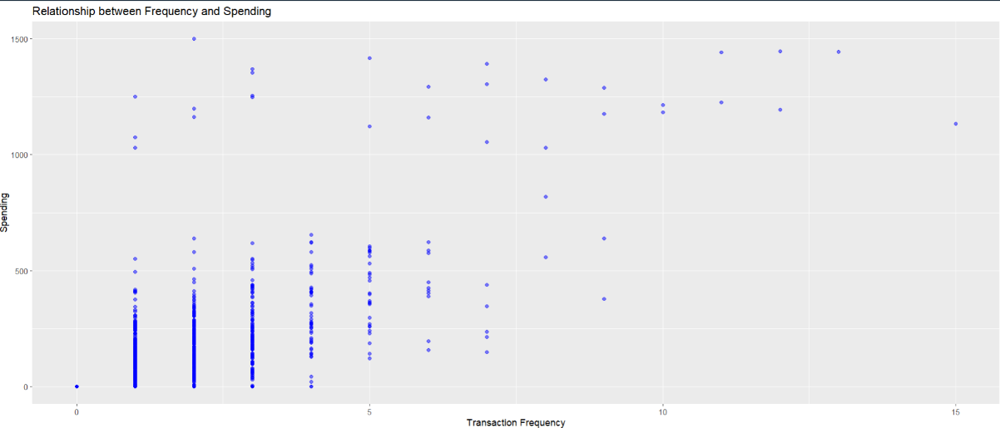 Relationship between Frequency and Spending
1500
1000
500
0
Spending
0 5 10 15
Transaction Frequency